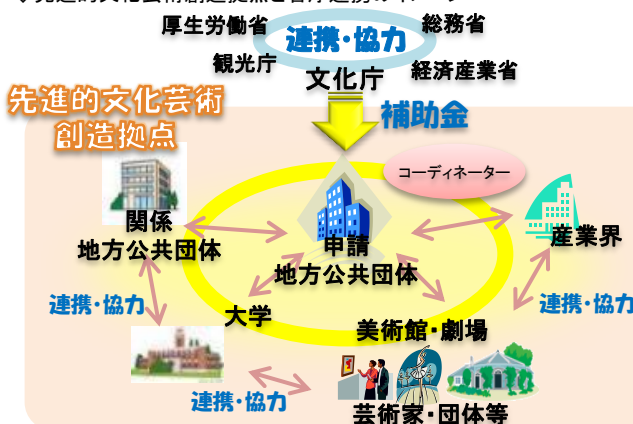 厚生労働省
総務省
連携・協力
観光庁
経済産業省
文化庁
先進的文化芸術
創造拠点
補助金
コーディネーター
関係
地方公共団体
申請
地方公共団体
産業界
連携・協力
大学
連携・協力
美術館・劇場
連携・協力
芸術家・団体等